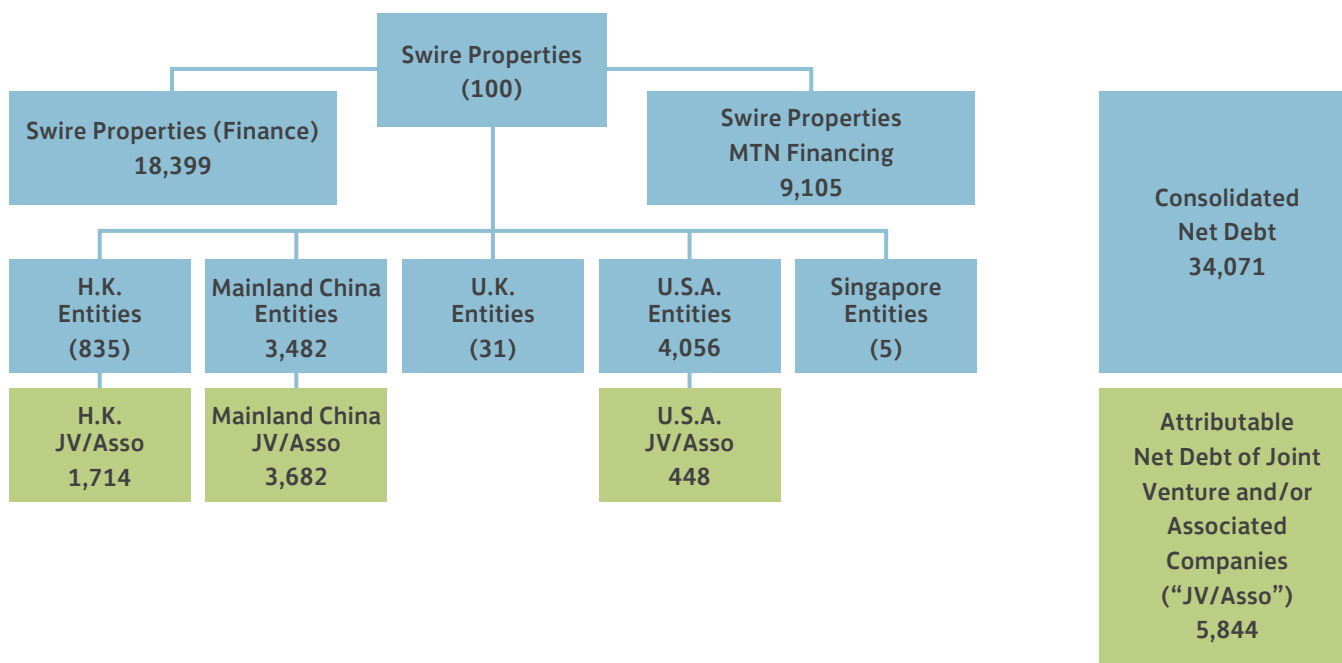 Swire Properties
(100)
Swire Properties (Finance)
18,399
Swire Properties
MTN Financing
9,105
H.K.
Entities
(835)
Mainland China
Entities
3,482
U.K.
Entities
(31)
U.S.A.
Entities
4,056
Singapore
Entities
(5)
H.K.
JV/Asso
1,714
Mainland China
JV/Asso
3,682
U.S.A.
JV/Asso
448
Consolidated
Net Debt
34,071
Attributable
Net Debt of Joint
Venture and/or
Associated
Companies
(“JV/Asso”)
5,844